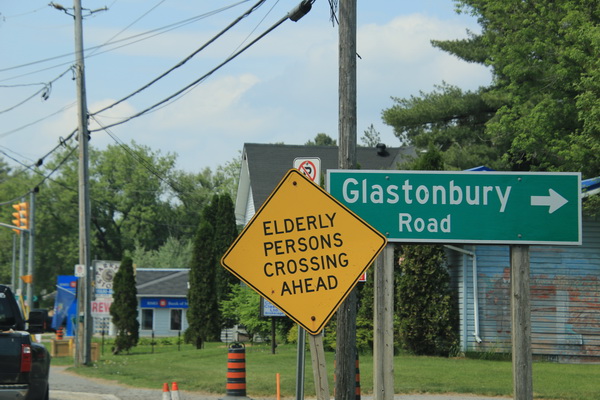 Glastonbury
Road
ELDERLY
PERSONS
CROSSING
AHEAD